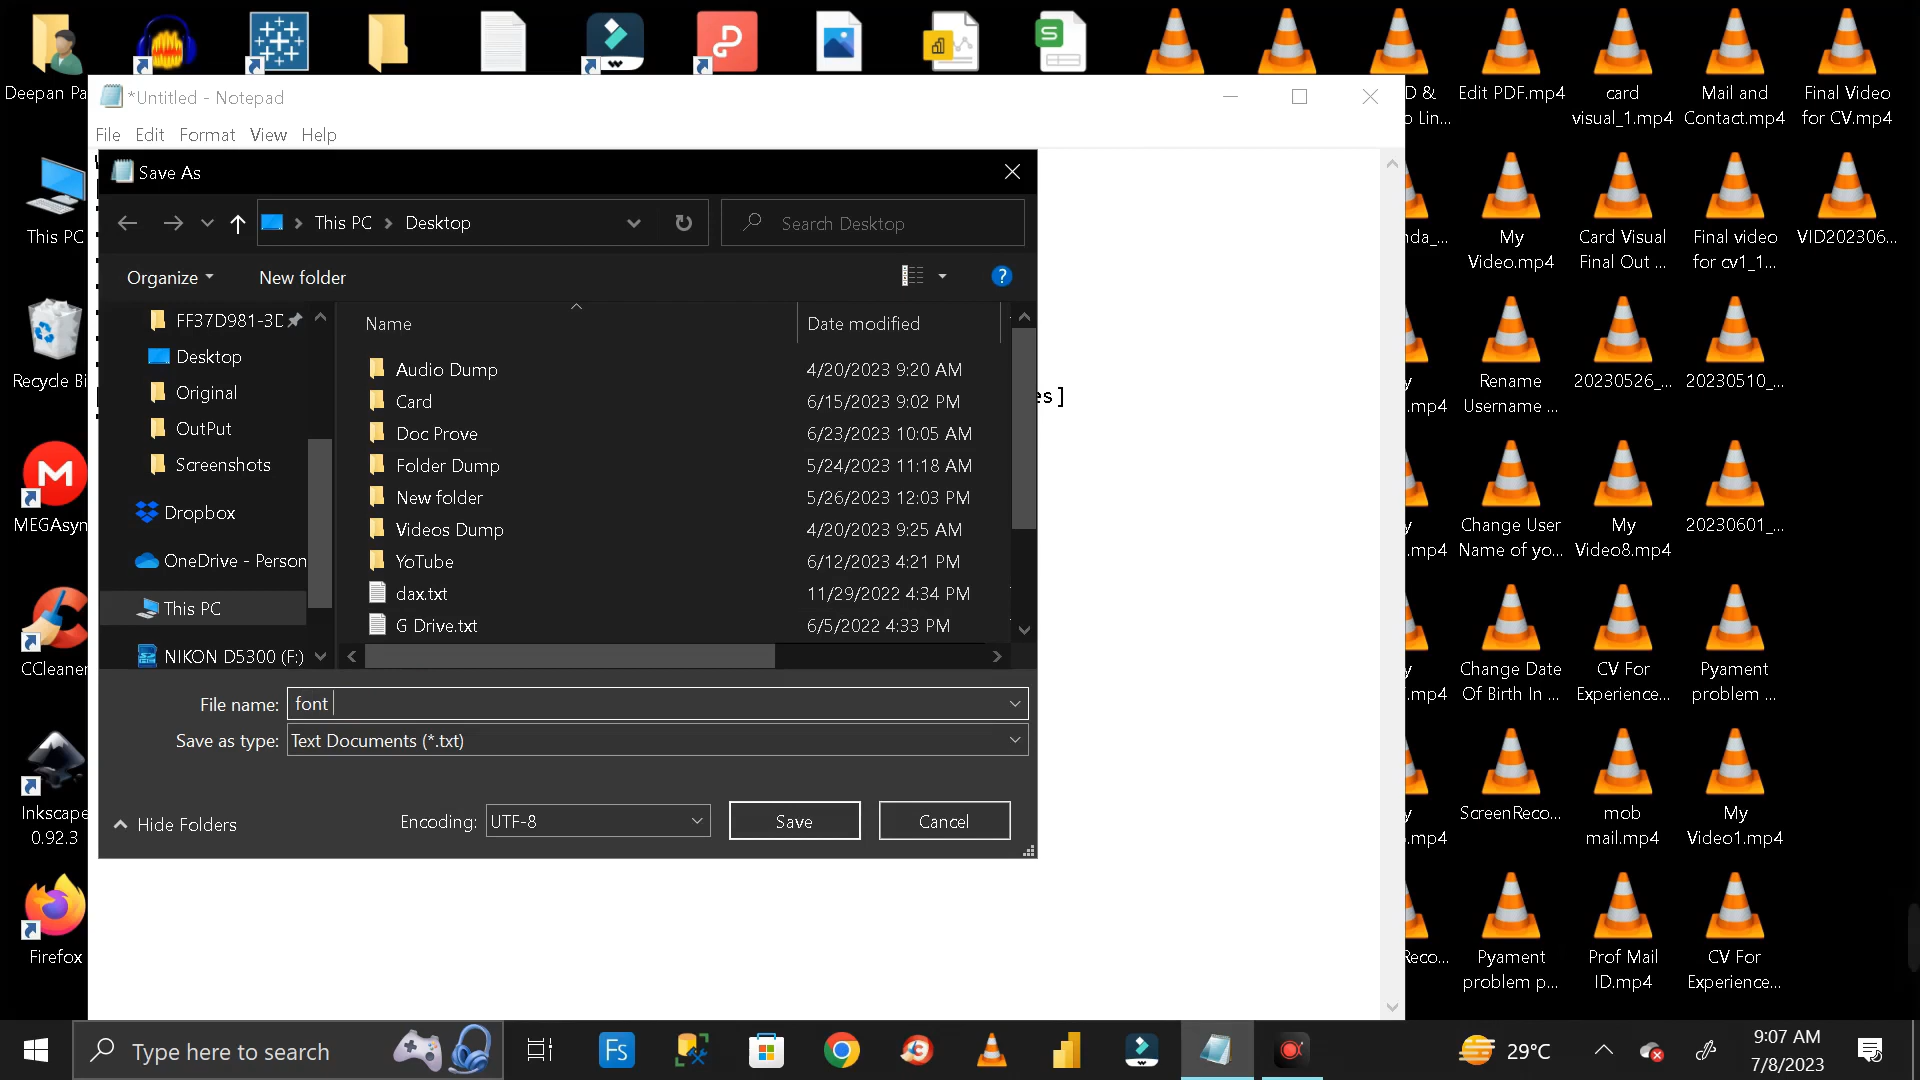 *Untitled - Notepad
File Edit Format View Help
es]
Save As
This PC
Desktop
Search Desktop
Organize
New folder
Name
Date modified
FF37D981-3D
Desktop
Original
OutPut
Screenshots
Dropbox
OneDrive - Person
This PC
NIKON D5300 (F:)
Audio Dump 4/20/2023 9:20 AM
Card 6/15/2023 9:02 PM
Doc Prove 6/23/2023 10:05 AM
Folder Dump 5/24/2023 11:18 AM
New folder 5/26/2023 12:03 PM
Videos Dump 4/20/2023 9:25 AM
YoTube 6/12/2023 4:21 PM
dax.txt 11/29/2022 4:34 PM
G Drive.txt 6/5/2022 4:33 PM
File name: font
Save as type: Text Documents (*.txt)
Hide Folders
Encoding: UTF-8
Save
Cancel
Deepan Pa
This PC
Recycle Bi
MEGAsyn
CCleaner
Inkscape
0.92.3
Firefox
D &
o Lin...
Edit PDF.mp4
card
visual_1.mp4
Mail and
Contact.mp4
Final Video
for CV.mp4
nda_...
My
Video.mp4
Card Visual
Final Out ...
Final video
for cv1_1...
VID202306...
y
.mp4
Rename
Username ...
20230526_...
20230510_...
y
.mp4
Change User
Name of yo...
My
Video8.mp4
20230601_...
y
.mp4
Change Date
Of Birth In ...
CV For
Experience...
Pyament
problem ...
y
.mp4
ScreenReco...
mob
mail.mp4
My
Video1.mp4
Reco...
Pyament
problem p...
Prof Mail
ID.mp4
CV For
Experience...
Type here to search
Fs
29°C
9:07 AM
7/8/2023